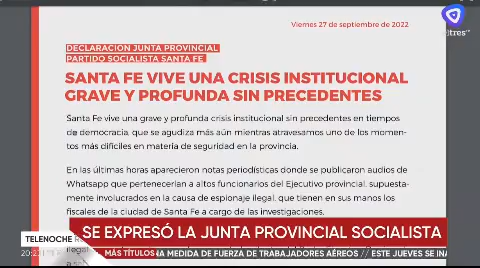 Viernes 27 de septiembre de 2022
eltres
DECLARACION JUNTA PROVINCIAL
PARTIDO SOCIALISTA SANTA FE
SANTA FE VIVE UNA CRISIS INSTITUCIONAL
GRAVE Y PROFUNDA SIN PRECEDENTES
Santa Fe vive una grave y profunda crisis institucional sin precedentes en tiempos
de democracia, que se agudiza más aún mientras atravesamos uno de los momen-
tos más difíciles en materia de seguridad en la provincia.
En las últimas horas aparecieron notas periodísticas donde se publicaron audios de
Whatsapp que pertenecerían a altos funcionarios del Ejecutivo provincial, supuesta-
mente involucrados en la causa de espionaje ilegal, que tienen en sus manos los
fiscales de la ciudad de Santa Fe a cargo de las investigaciones.
SE EXPRESÓ LA JUNTA PROVINCIAL SOCIALISTA
TELENOCHE
MÁS TÍTULOS
NA MEDIDA DE FUERZA DE TRABAJADORES AÉREOS // ESTE JUEVES SE INA